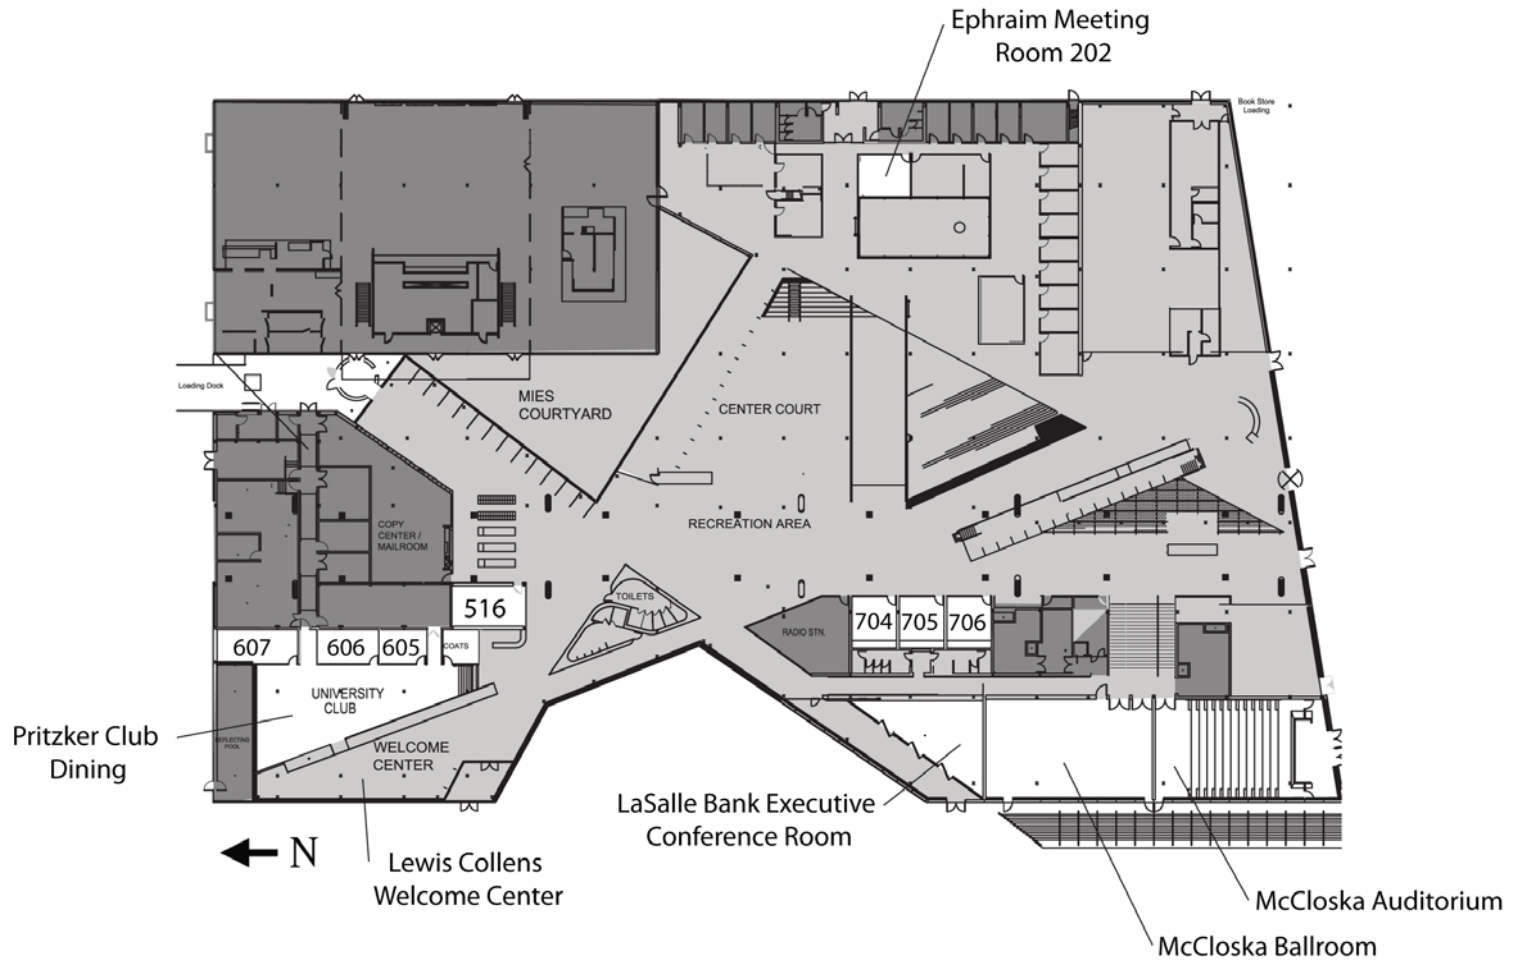 Ephraim Meeting
Room 202
Book Store
Loading
Loading Dock
MIES
COURTYARD
CENTER COURT
COPY
CENTER /
MAILROOM
RECREATION AREA
TOILETS
516
607
606
605
COATS
RADIO STN.
704
705
706
UNIVERSITY
CLUB
REFLECTING
POOL
WELCOME
CENTER
Pritzker Club
Dining
N
Lewis Collens
Welcome Center
LaSalle Bank Executive
Conference Room
McCloska Auditorium
McCloska Ballroom